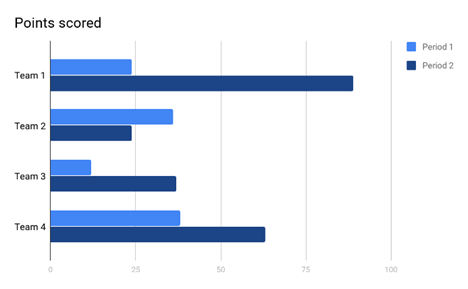 Points scored
Period 1
Period 2
Team 1
Team 2
Team 3
Team 4
0 25 50 75 100